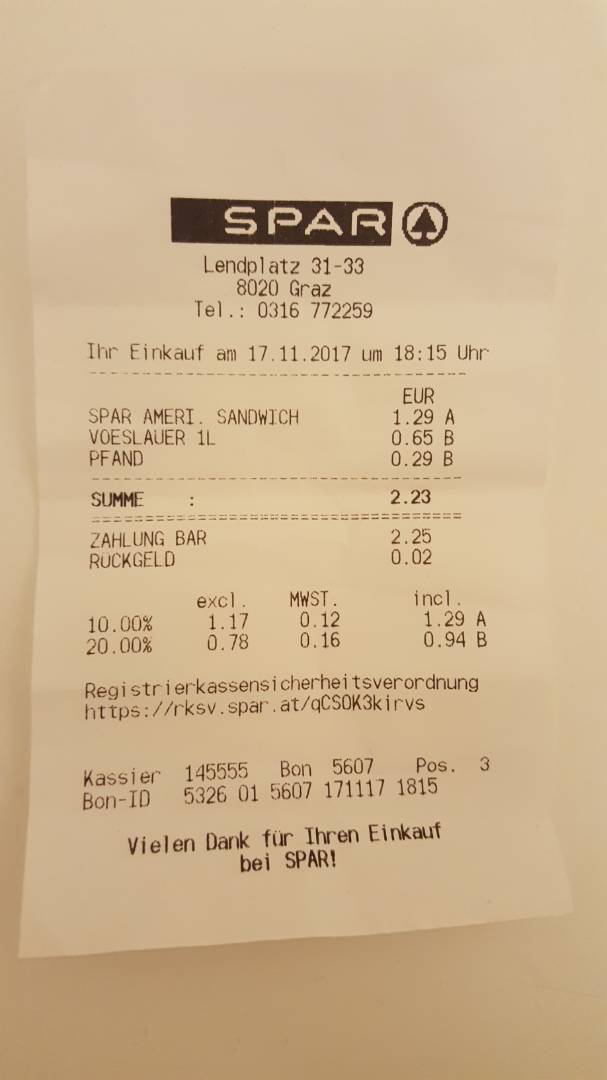 SPAR
Lendplatz 31-33
8020 Graz
Tel.: 0316 772259
Ihr Einkauf am 17.11.2017 um 18:15 Uhr
EUR
SPAR AMERI. SANDWICH 1.29 A
VOESLAUER 1L 0.65 B
PFAND 0.29 B
SUMME : 2.23
ZAHLUNG BAR 2.25
RÜCKGELD 0.02
excl. MWST. incl.
10.00% 1.17 0.12 1.29 A
20.00% 0.78 0.16 0.94 B
Registrierkassensicherheitsverordnung
https://rksv.spar.at/qCSOK3kirvs
Kassier 145555 Bon 5607 Pos. 3
Bon-ID 5326 01 5607 171117 1815
Vielen Dank für Ihren Einkauf
bei SPAR!